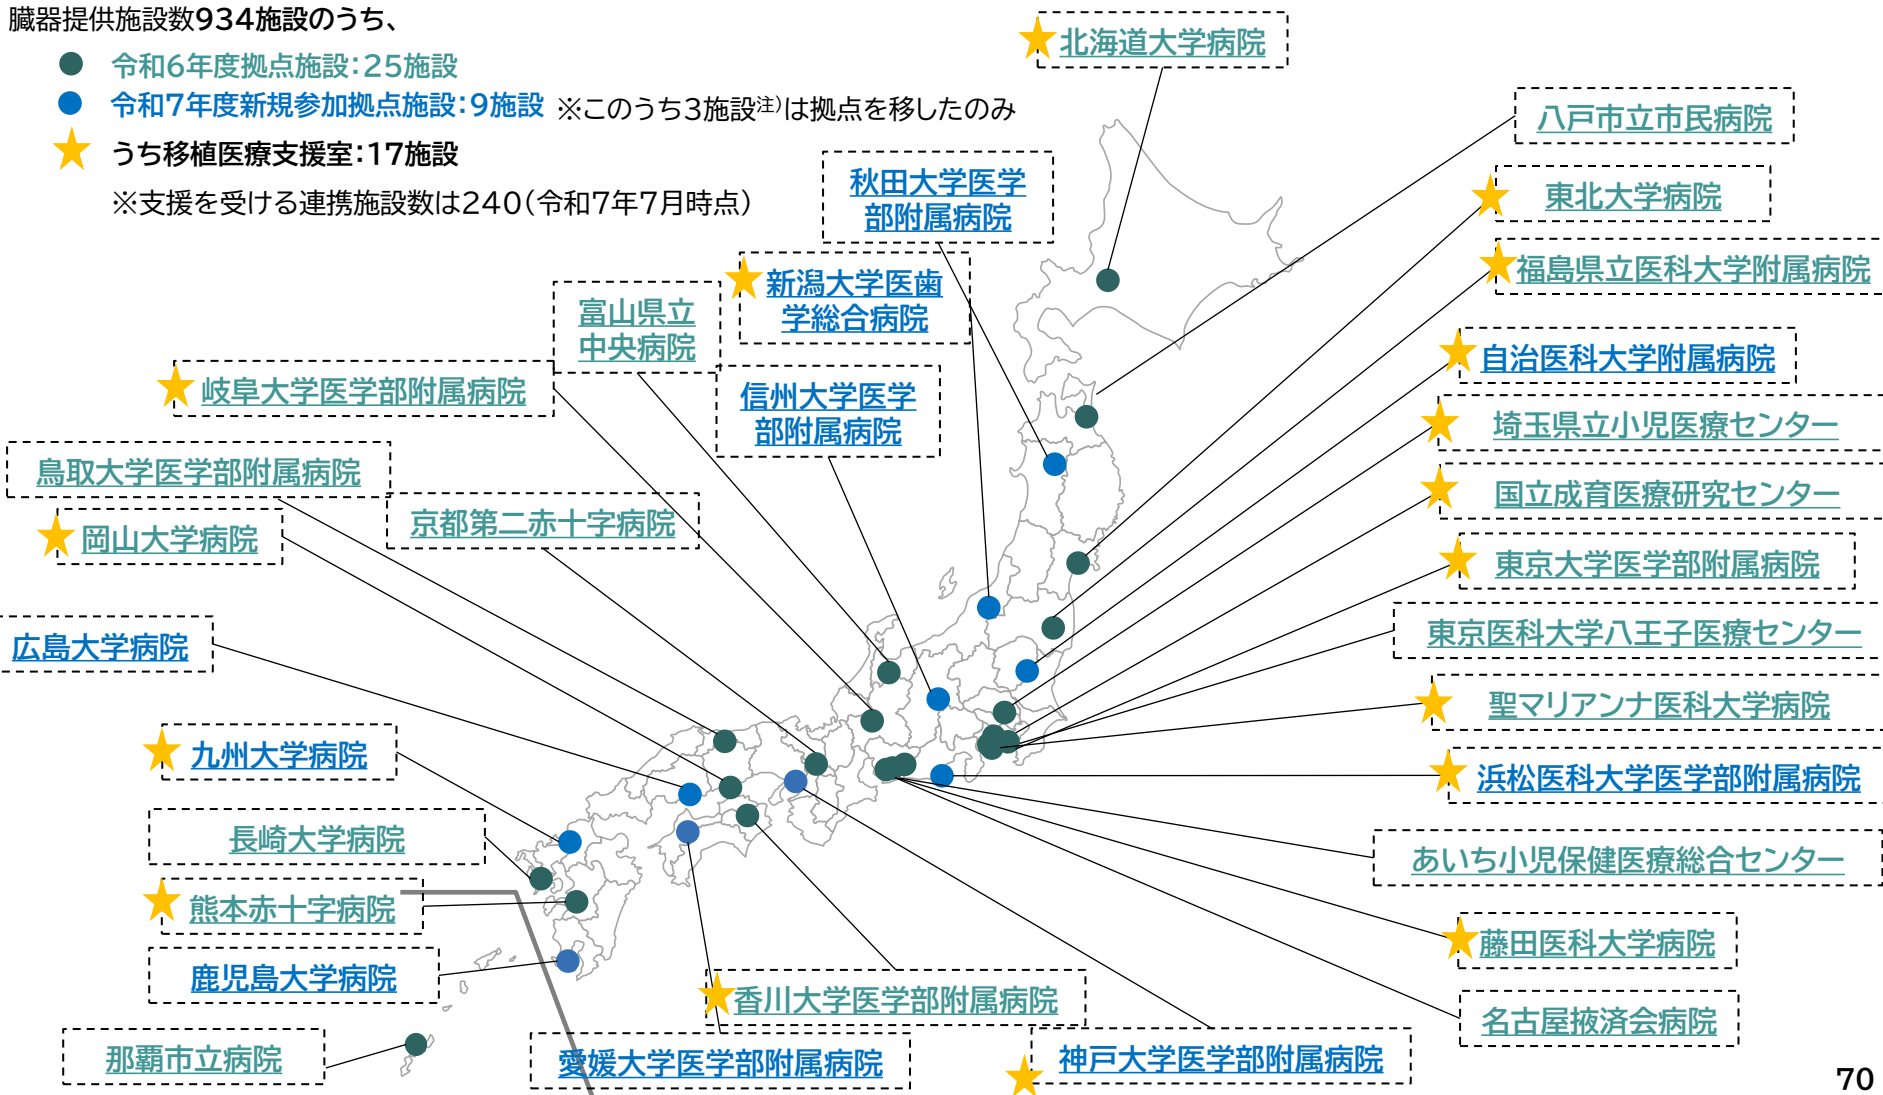 臓器提供施設数934施設のうち、
令和6年度拠点施設：25施設
令和7年度新規参加拠点施設：9施設 ※このうち3施設注）は拠点を移したのみ
うち移植医療支援室：17施設
※支援を受ける連携施設数は240（令和7年7月時点）
北海道大学病院
八戸市立市民病院
秋田大学医学
部附属病院
東北大学病院
新潟大学医歯
学総合病院
福島県立医科大学附属病院
富山県立
中央病院
自治医科大学附属病院
岐阜大学医学部附属病院
信州大学医学
部附属病院
埼玉県立小児医療センター
鳥取大学医学部附属病院
国立成育医療研究センター
京都第二赤十字病院
岡山大学病院
東京大学医学部附属病院
広島大学病院
東京医科大学八王子医療センター
聖マリアンナ医科大学病院
九州大学病院
浜松医科大学医学部附属病院
長崎大学病院
あいち小児保健医療総合センター
熊本赤十字病院
藤田医科大学病院
鹿児島大学病院
香川大学医学部附属病院
名古屋掖済会病院
那覇市立病院
愛媛大学医学部附属病院
神戸大学医学部附属病院
70